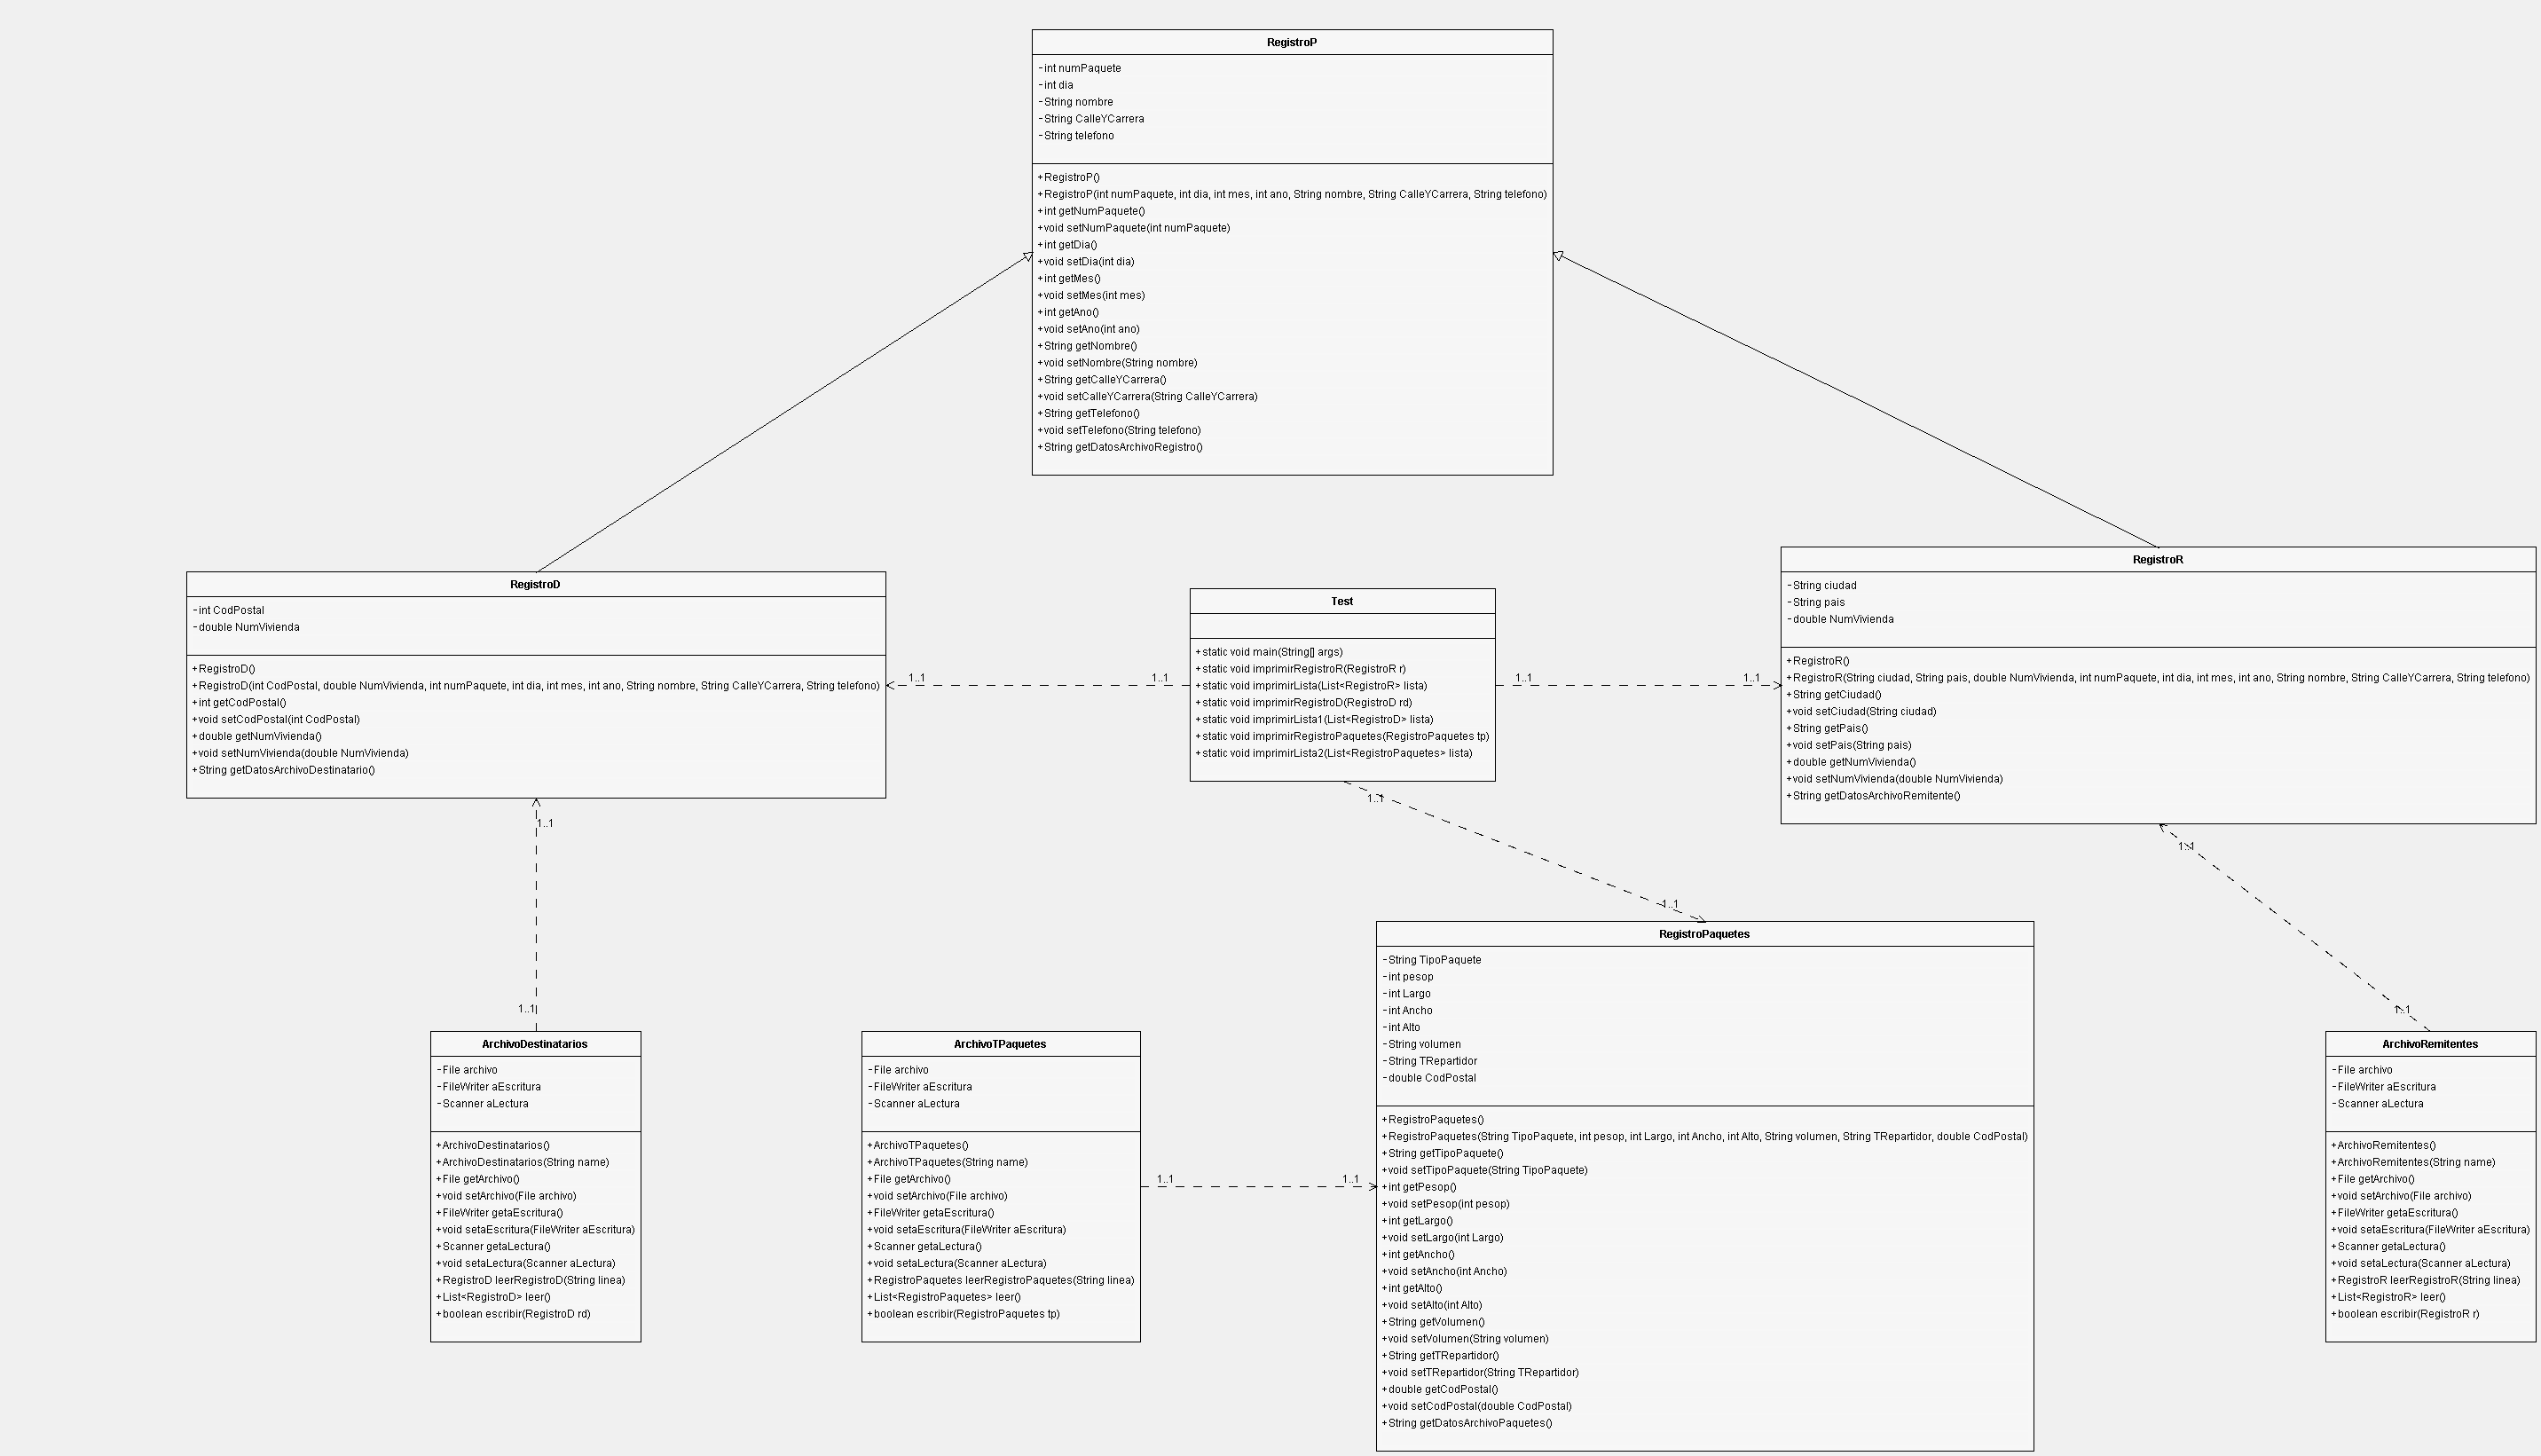 RegistroP
-int numPaquete
-int dia
-String nombre
-String CalleYCarrera
-String telefono
+RegistroP()
+RegistroP(int numPaquete, int dia, int mes, int ano, String nombre, String CalleYCarrera, String telefono)
+int getNumPaquete()
+void setNumPaquete(int numPaquete)
+int getDia()
+void setDia(int dia)
+int getMes()
+void setMes(int mes)
+int getAno()
+void setAno(int ano)
+String getNombre()
+void setNombre(String nombre)
+String getCalleYCarrera()
+void setCalleYCarrera(String CalleYCarrera)
+String getTelefono()
+void setTelefono(String telefono)
+String getDatosArchivoRegistro()
RegistroD
-int CodPostal
-double NumVivienda
+RegistroD()
+RegistroD(int CodPostal, double NumVivienda, int numPaquete, int dia, int mes, int ano, String nombre, String CalleYCarrera, String telefono)
+int getCodPostal()
+void setCodPostal(int CodPostal)
+double getNumVivienda()
+void setNumVivienda(double NumVivienda)
+String getDatosArchivoDestinatario()
1..1
1..1
Test
+static void main(String[] args)
+static void imprimirRegistroR(RegistroR r)
+static void imprimirLista(List<RegistroR> lista)
+static void imprimirRegistroD(RegistroD rd)
+static void imprimirLista1(List<RegistroD> lista)
+static void imprimirRegistroPaquetes(RegistroPaquetes tp)
+static void imprimirLista2(List<RegistroPaquetes> lista)
1..1
1..1
RegistroR
-String ciudad
-String pais
-double NumVivienda
+RegistroR()
+RegistroR(String ciudad, String pais, double NumVivienda, int numPaquete, int dia, int mes, int ano, String nombre, String CalleYCarrera, String telefono)
+String getCiudad()
+void setCiudad(String ciudad)
+String getPais()
+void setPais(String pais)
+double getNumVivienda()
+void setNumVivienda(double NumVivienda)
+String getDatosArchivoRemitente()
1..1
1..1
1..1
1..1
1..1
1..1
ArchivoDestinatarios
-File archivo
-FileWriter aEscritura
-Scanner aLectura
+ArchivoDestinatarios()
+ArchivoDestinatarios(String name)
+File getArchivo()
+void setArchivo(File archivo)
+FileWriter getaEscritura()
+void setaEscritura(FileWriter aEscritura)
+Scanner getaLectura()
+void setaLectura(Scanner aLectura)
+RegistroD leerRegistroD(String linea)
+List<RegistroD> leer()
+boolean escribir(RegistroD rd)
ArchivoTPaquetes
-File archivo
-FileWriter aEscritura
-Scanner aLectura
+ArchivoTPaquetes()
+ArchivoTPaquetes(String name)
+File getArchivo()
+void setArchivo(File archivo)
+FileWriter getaEscritura()
+void setaEscritura(FileWriter aEscritura)
+Scanner getaLectura()
+void setaLectura(Scanner aLectura)
+RegistroPaquetes leerRegistroPaquetes(String linea)
+List<RegistroPaquetes> leer()
+boolean escribir(RegistroPaquetes tp)
1..1
1..1
RegistroPaquetes
-String TipoPaquete
-int pesop
-int Largo
-int Ancho
-int Alto
-String volumen
-String TRepartidor
-double CodPostal
+RegistroPaquetes()
+RegistroPaquetes(String TipoPaquete, int pesop, int Largo, int Ancho, int Alto, String volumen, String TRepartidor, double CodPostal)
+String getTipoPaquete()
+void setTipoPaquete(String TipoPaquete)
+int getPesop()
+void setPesop(int pesop)
+int getLargo()
+void setLargo(int Largo)
+int getAncho()
+void setAncho(int Ancho)
+int getAlto()
+void setAlto(int Alto)
+String getVolumen()
+void setVolumen(String volumen)
+String getTRepartidor()
+void setTRepartidor(String TRepartidor)
+double getCodPostal()
+void setCodPostal(double CodPostal)
+String getDatosArchivoPaquetes()
ArchivoRemitentes
-File archivo
-FileWriter aEscritura
-Scanner aLectura
+ArchivoRemitentes()
+ArchivoRemitentes(String name)
+File getArchivo()
+void setArchivo(File archivo)
+FileWriter getaEscritura()
+void setaEscritura(FileWriter aEscritura)
+Scanner getaLectura()
+void setaLectura(Scanner aLectura)
+RegistroR leerRegistroR(String linea)
+List<RegistroR> leer()
+boolean escribir(RegistroR r)